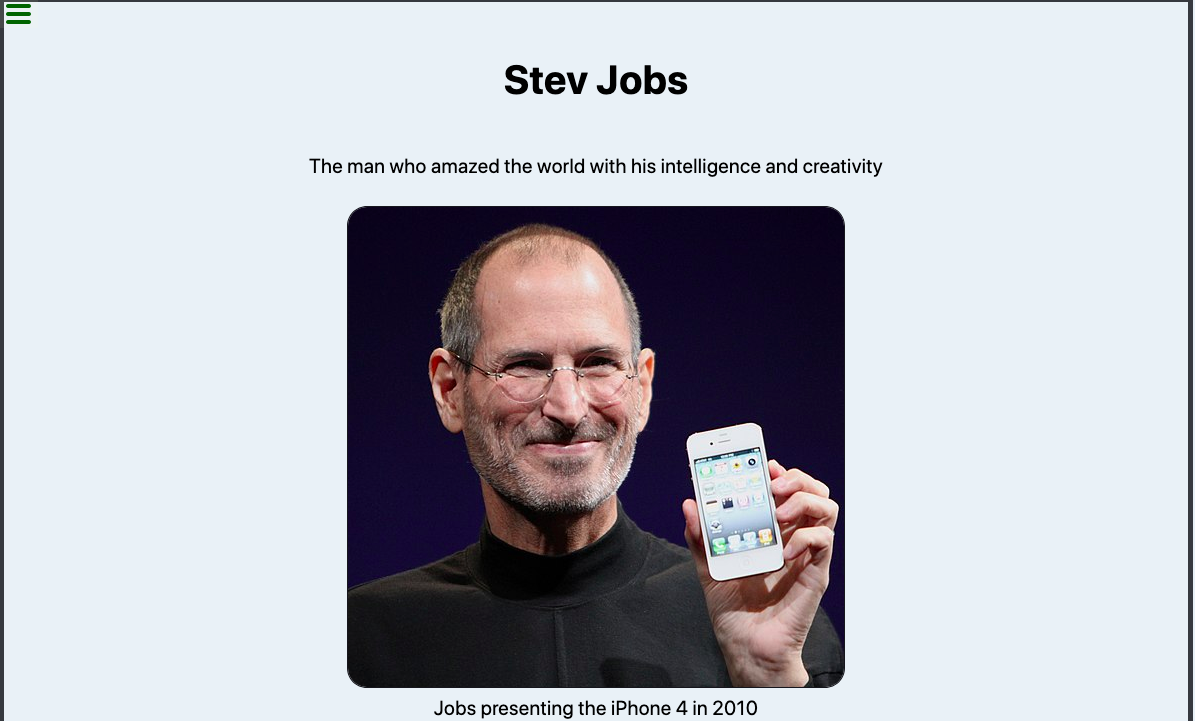 Stev Jobs
The man who amazed the world with his intelligence and creativity
Jobs presenting the iPhone 4 in 2010